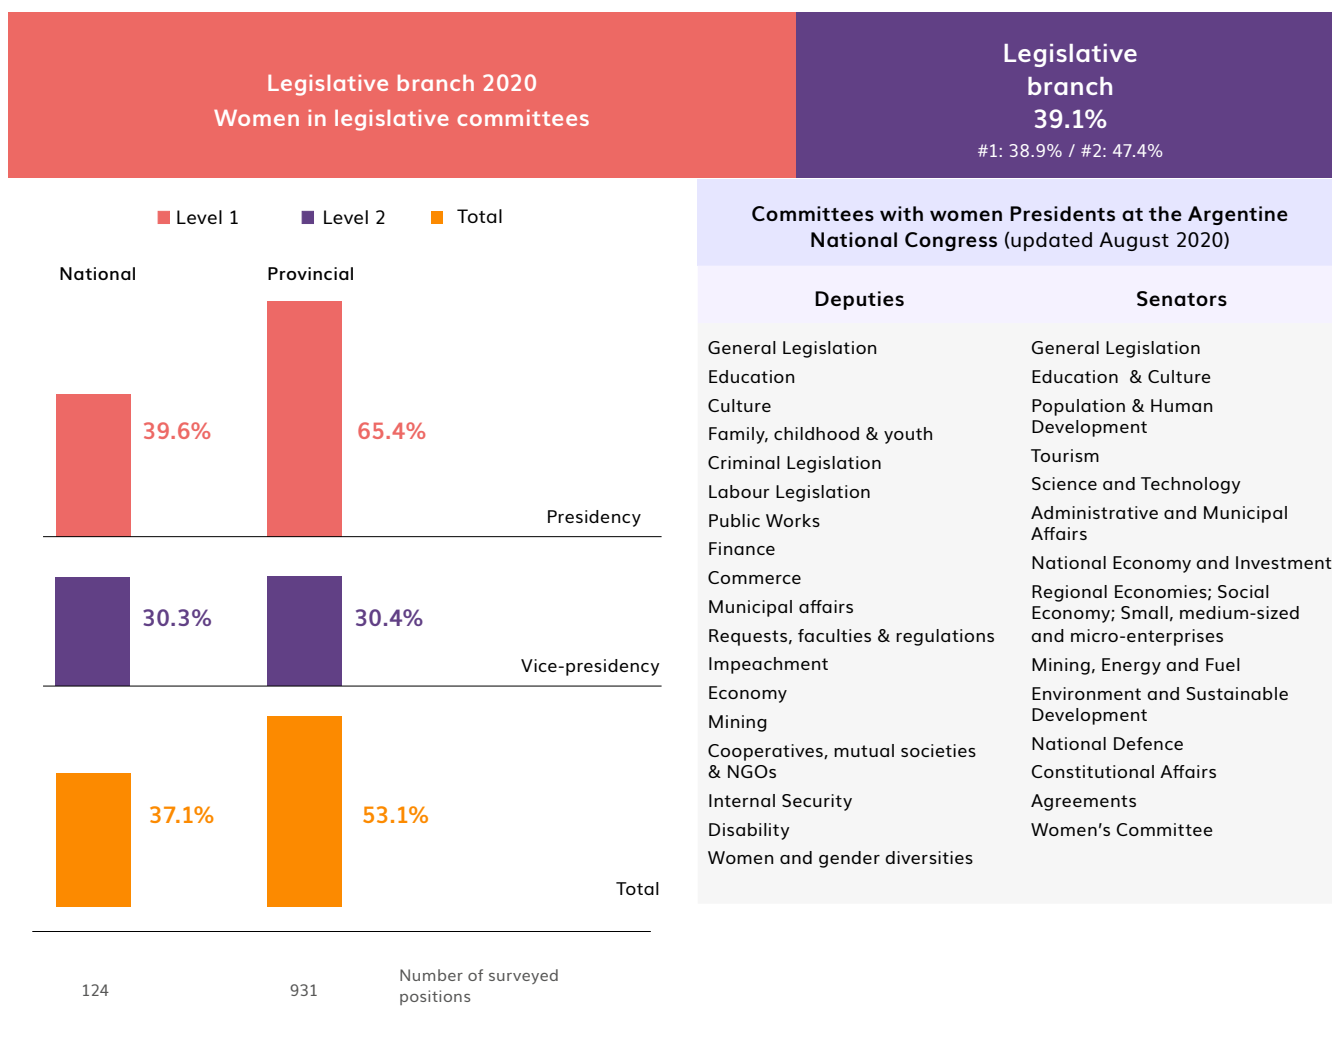 Legislative branch 2020
Women in legislative committees
Legislative
branch
39.1%
#1: 38.9% / #2: 47.4%
Level 1
Level 2
Total
National
Provincial
39.6%
65.4%
Presidency
30.3%
30.4%
Vice-presidency
37.1%
53.1%
Total
124
931
Number of surveyed
positions
Committees with women Presidents at the Argentine
National Congress (updated August 2020)
Deputies
General Legislation
Education
Culture
Family, childhood & youth
Criminal Legislation
Labour Legislation
Public Works
Finance
Commerce
Municipal affairs
Requests, faculties & regulations
Impeachment
Economy
Mining
Cooperatives, mutual societies
& NGOs
Internal Security
Disability
Women and gender diversities
Senators
General Legislation
Education & Culture
Population & Human
Development
Tourism
Science and Technology
Administrative and Municipal
Affairs
National Economy and Investment
Regional Economies; Social
Economy; Small, medium-sized
and micro-enterprises
Mining, Energy and Fuel
Environment and Sustainable
Development
National Defence
Constitutional Affairs
Agreements
Women’s Committee